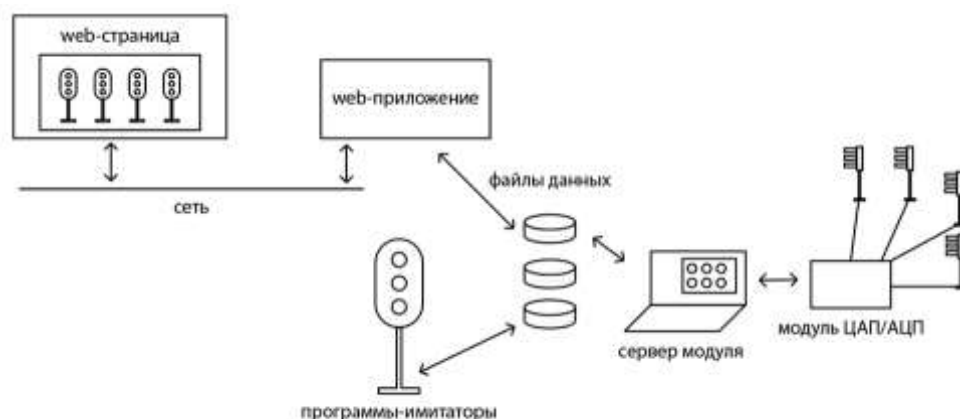 web-страница
web-приложение
файлы данных
сеть
модуль ЦАП/АЦП
сервер модуля
программы-имитаторы